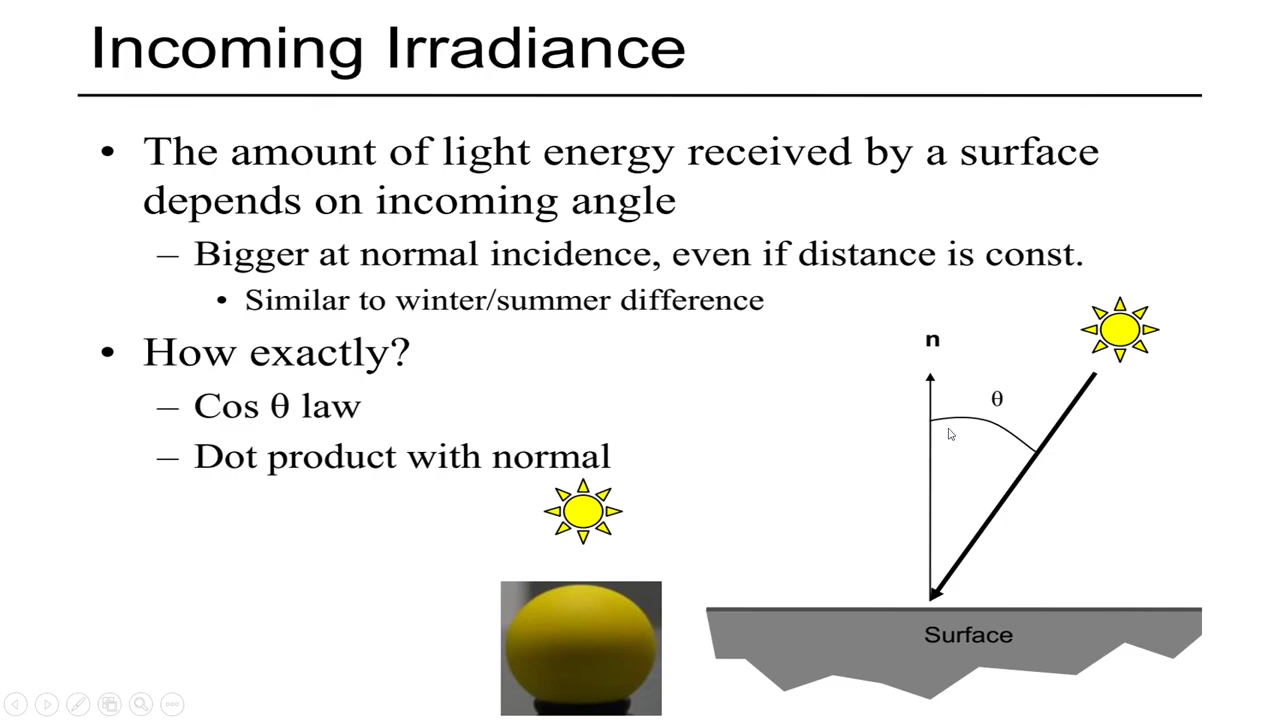 Incoming Irradiance
• The amount of light energy received by a surface
depends on incoming angle
– Bigger at normal incidence, even if distance is const.
• Similar to winter/summer difference
• How exactly?
– Cos θ law
– Dot product with normal
n
θ
Surface